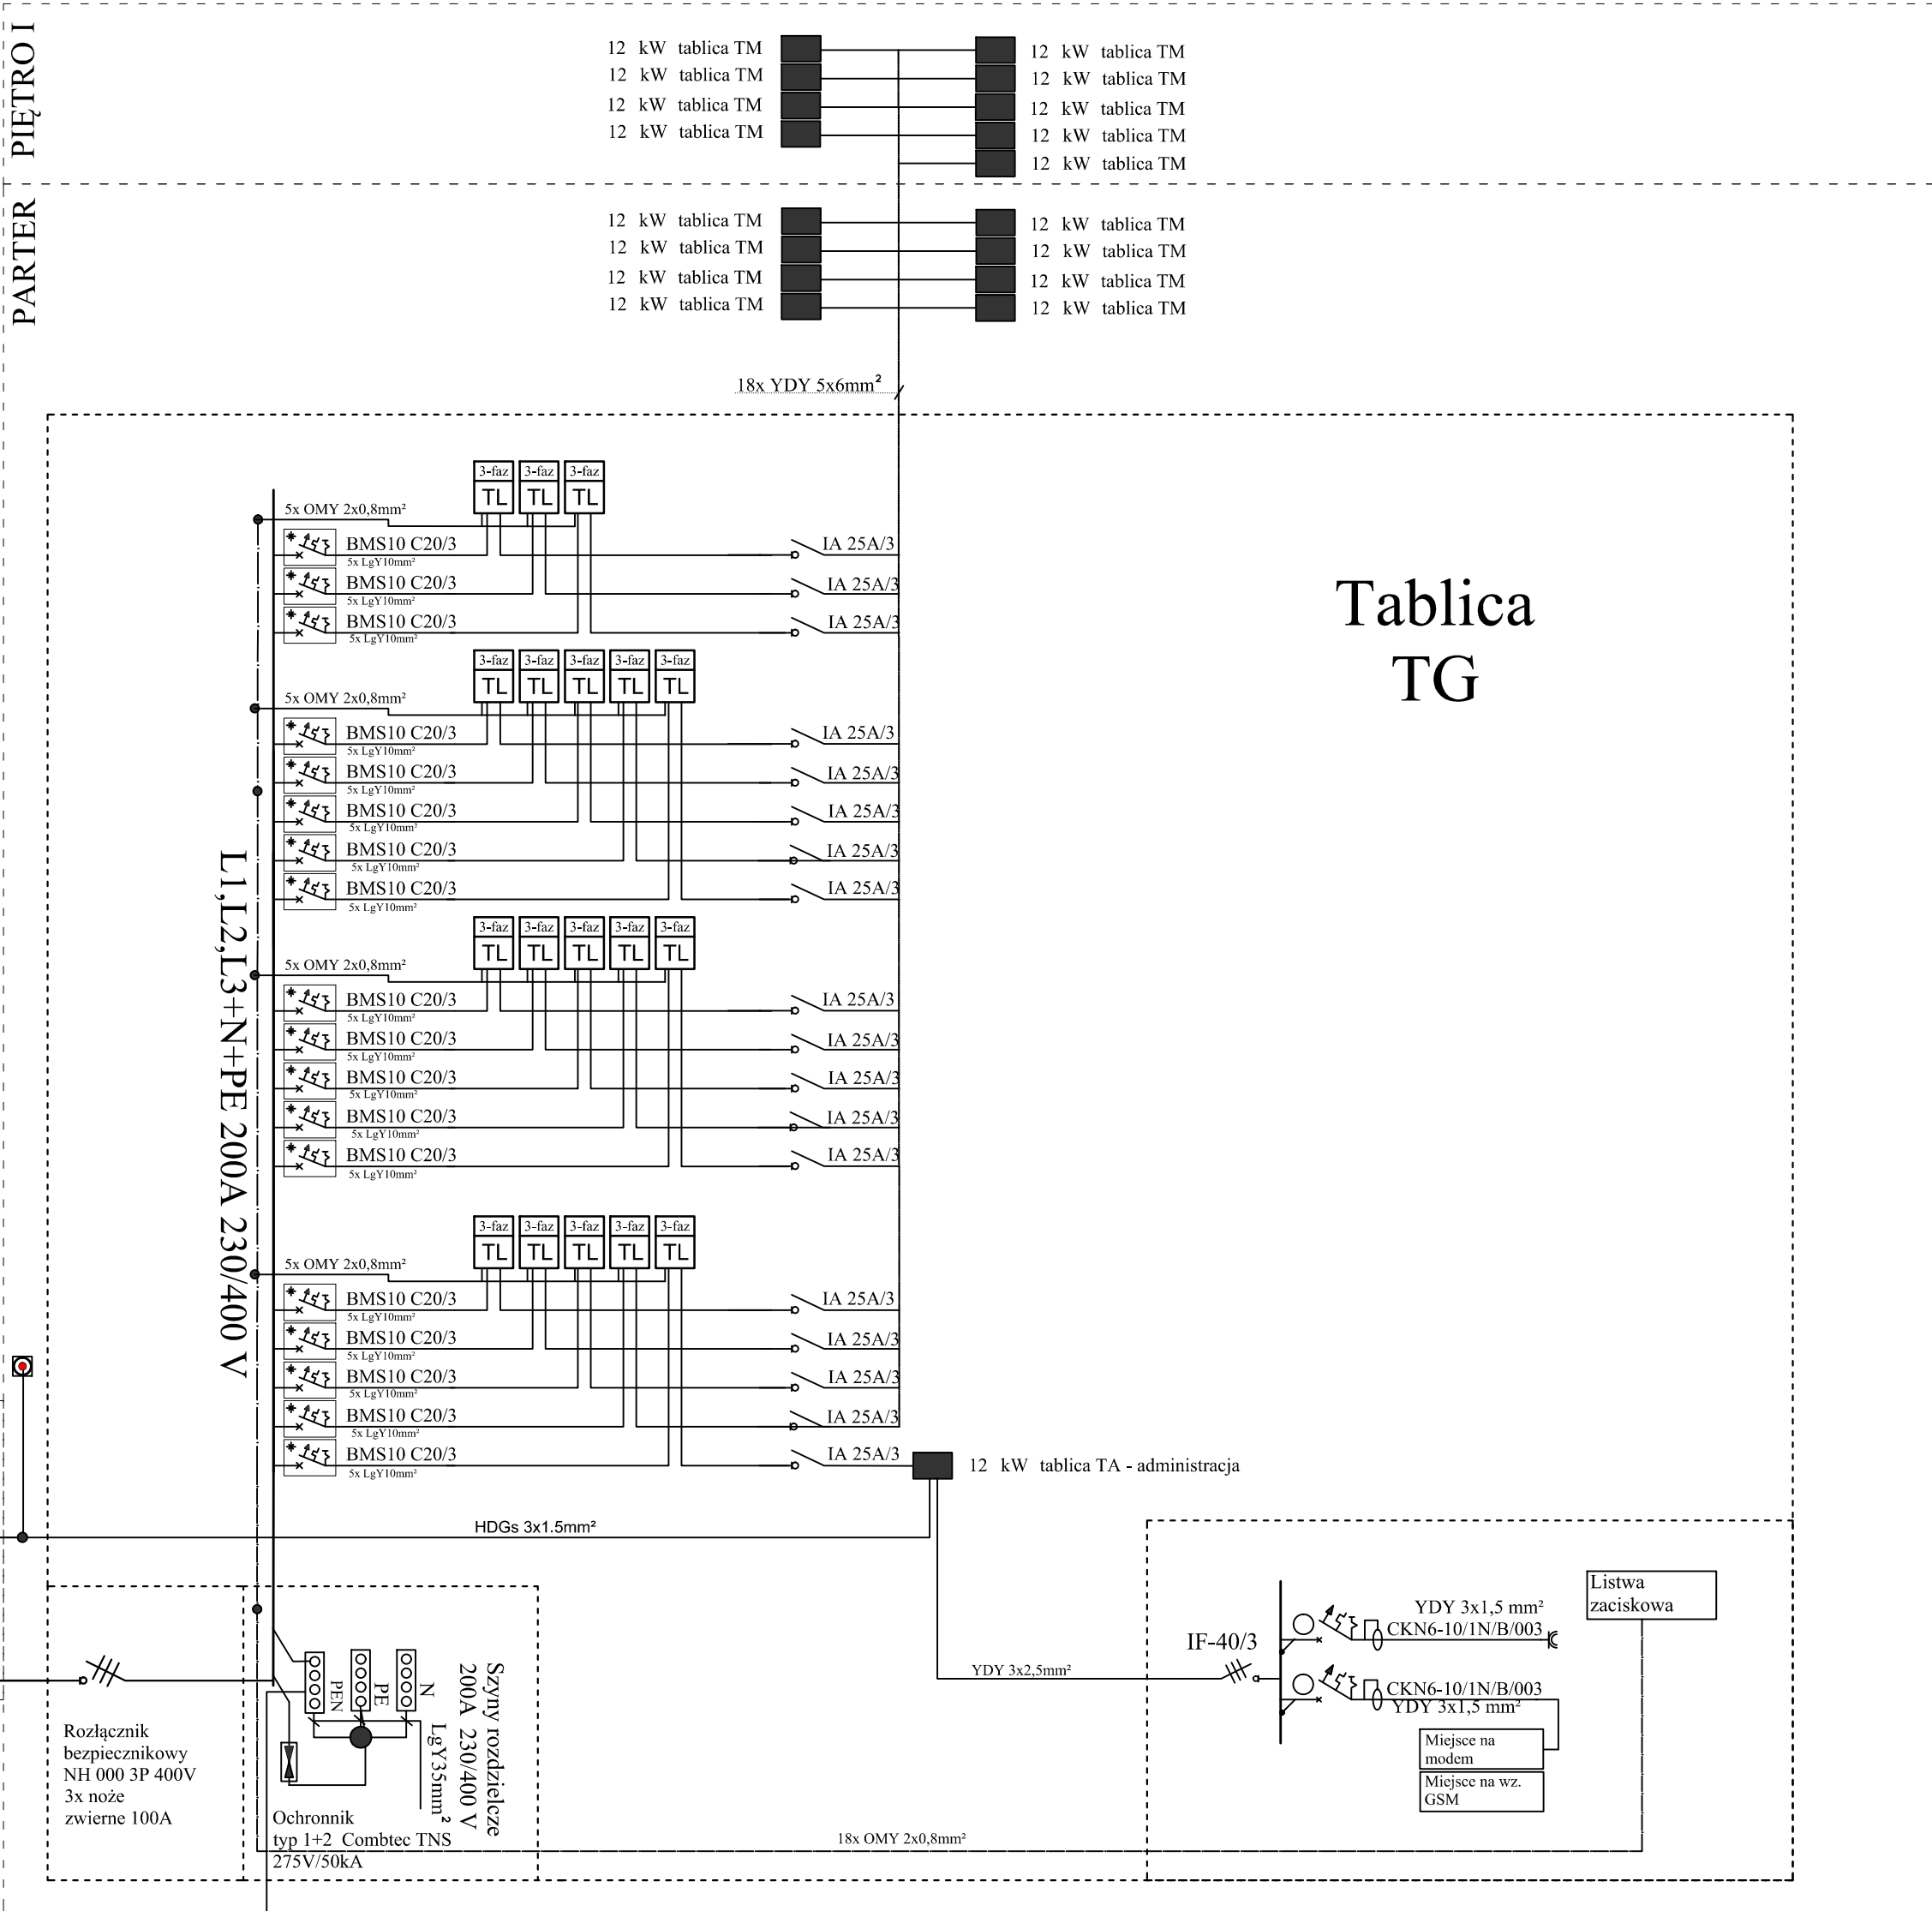 PIĘTRO I
12 kW tablica TM
12 kW tablica TM
12 kW tablica TM
12 kW tablica TM
12 kW tablica TM
12 kW tablica TM
12 kW tablica TM
12 kW tablica TM
12 kW tablica TM
PARTER
12 kW tablica TM
12 kW tablica TM
12 kW tablica TM
12 kW tablica TM
12 kW tablica TM
12 kW tablica TM
12 kW tablica TM
12 kW tablica TM
18x YDY 5x6mm²
Tablica
TG
L1,L2,L3+N+PE 200A 230/400 V
3-faz 3-faz 3-faz
TL TL TL
5x OMY 2x0,8mm²
BMS10 C20/3 IA 25A/3
5x LgY10mm²
BMS10 C20/3 IA 25A/3
5x LgY10mm²
BMS10 C20/3 IA 25A/3
5x LgY10mm²
3-faz 3-faz 3-faz 3-faz 3-faz
TL TL TL TL TL
5x OMY 2x0,8mm²
BMS10 C20/3 IA 25A/3
5x LgY10mm²
BMS10 C20/3 IA 25A/3
5x LgY10mm²
BMS10 C20/3 IA 25A/3
5x LgY10mm²
BMS10 C20/3 IA 25A/3
5x LgY10mm²
BMS10 C20/3 IA 25A/3
5x LgY10mm²
3-faz 3-faz 3-faz 3-faz 3-faz
TL TL TL TL TL
5x OMY 2x0,8mm²
BMS10 C20/3 IA 25A/3
5x LgY10mm²
BMS10 C20/3 IA 25A/3
5x LgY10mm²
BMS10 C20/3 IA 25A/3
5x LgY10mm²
BMS10 C20/3 IA 25A/3
5x LgY10mm²
BMS10 C20/3 IA 25A/3
5x LgY10mm²
3-faz 3-faz 3-faz 3-faz 3-faz
TL TL TL TL TL
5x OMY 2x0,8mm²
BMS10 C20/3 IA 25A/3
5x LgY10mm²
BMS10 C20/3 IA 25A/3
5x LgY10mm²
BMS10 C20/3 IA 25A/3
5x LgY10mm²
BMS10 C20/3 IA 25A/3
5x LgY10mm²
BMS10 C20/3 IA 25A/3
5x LgY10mm²
12 kW tablica TA - administracja
HDGs 3x1.5mm²
Rozłącznik
bezpiecznikowy
NH 000 3P 400V
3x noże
zwierne 100A
PEN
PE
N
LgY35mm²
Szyny rozdzielcze
200A 230/400 V
Ochronnik
typ 1+2 Combtec TNS
275V/50kA
YDY 3x2,5mm²
IF-40/3
YDY 3x1,5 mm²
CKN6-10/1N/B/003
CKN6-10/1N/B/003
YDY 3x1,5 mm²
Miejsce na
modem
Miejsce na wz.
GSM
Listwa
zaciskowa
18x OMY 2x0,8mm²